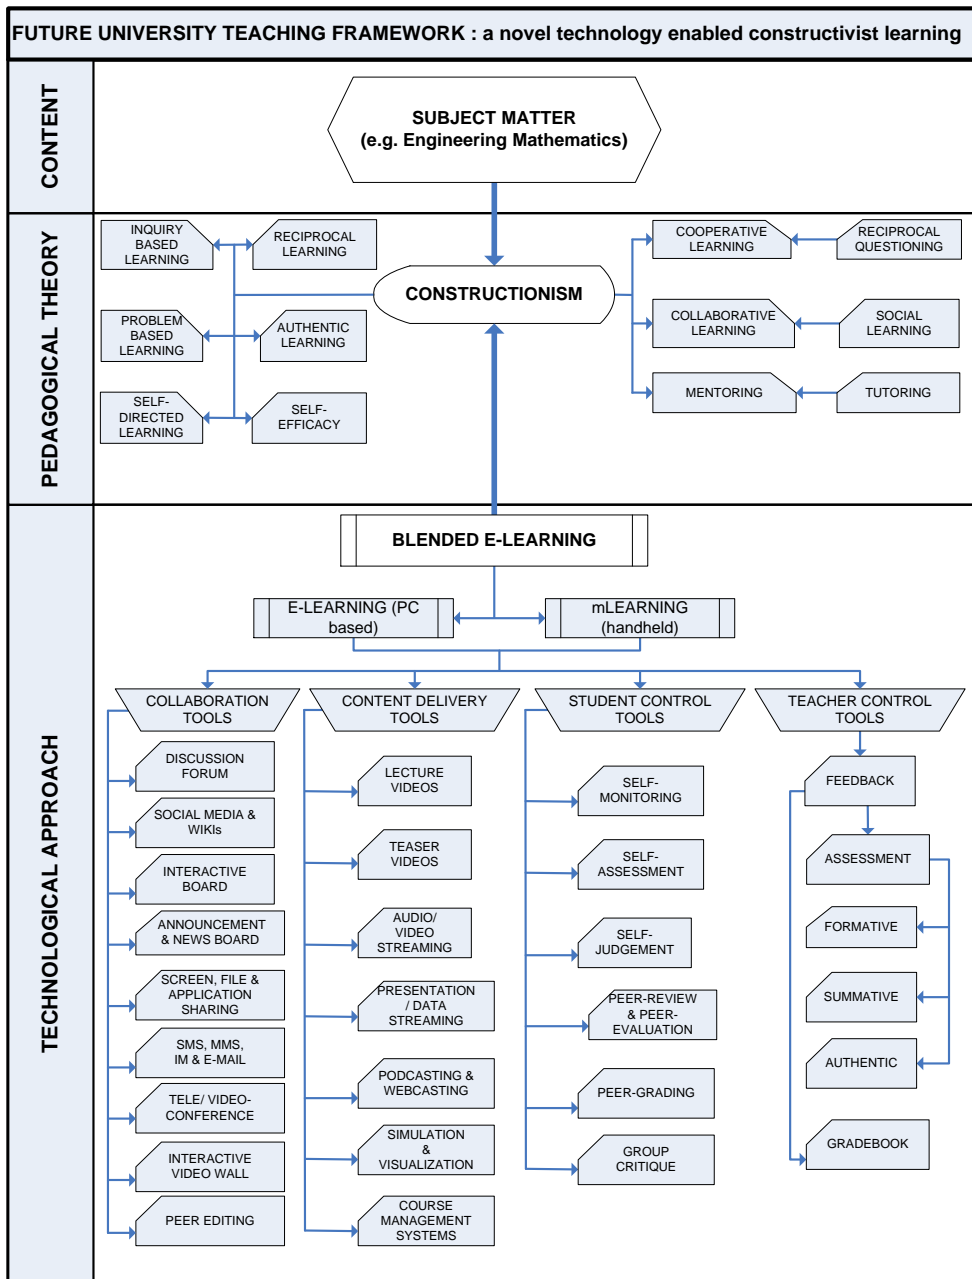 FUTURE UNIVERSITY TEACHING FRAMEWORK : a novel technology enabled constructivist learning
CONTENT
SUBJECT MATTER
(e.g. Engineering Mathematics)
PEDAGOGICAL THEORY
INQUIRY
BASED
LEARNING
RECIPROCAL
LEARNING
PROBLEM
BASED
LEARNING
AUTHENTIC
LEARNING
SELF-
DIRECTED
LEARNING
SELF-
EFFICACY
CONSTRUCTIONISM
COOPERATIVE
LEARNING
RECIPROCAL
QUESTIONING
COLLABORATIVE
LEARNING
SOCIAL
LEARNING
MENTORING
TUTORING
TECHNOLOGICAL APPROACH
BLENDED E-LEARNING
E-LEARNING (PC
based)
mLEARNING
(handheld)
COLLABORATION
TOOLS
DISCUSSION
FORUM
SOCIAL MEDIA &
WIKIs
INTERACTIVE
BOARD
ANNOUNCEMENT
& NEWS BOARD
SCREEN, FILE &
APPLICATION
SHARING
SMS, MMS,
IM & E-MAIL
TELE/ VIDEO-
CONFERENCE
INTERACTIVE
VIDEO WALL
PEER EDITING
CONTENT DELIVERY
TOOLS
LECTURE
VIDEOS
TEASER
VIDEOS
AUDIO/
VIDEO
STREAMING
PRESENTATION
/ DATA
STREAMING
PODCASTING &
WEBCASTING
SIMULATION
&
VISUALIZATION
COURSE
MANAGEMENT
SYSTEMS
STUDENT CONTROL
TOOLS
SELF-
MONITORING
SELF-
ASSESSMENT
SELF-
JUDGEMENT
PEER-REVIEW
& PEER-
EVALUATION
PEER-GRADING
GROUP
CRITIQUE
TEACHER CONTROL
TOOLS
FEEDBACK
ASSESSMENT
FORMATIVE
SUMMATIVE
AUTHENTIC
GRADEBOOK